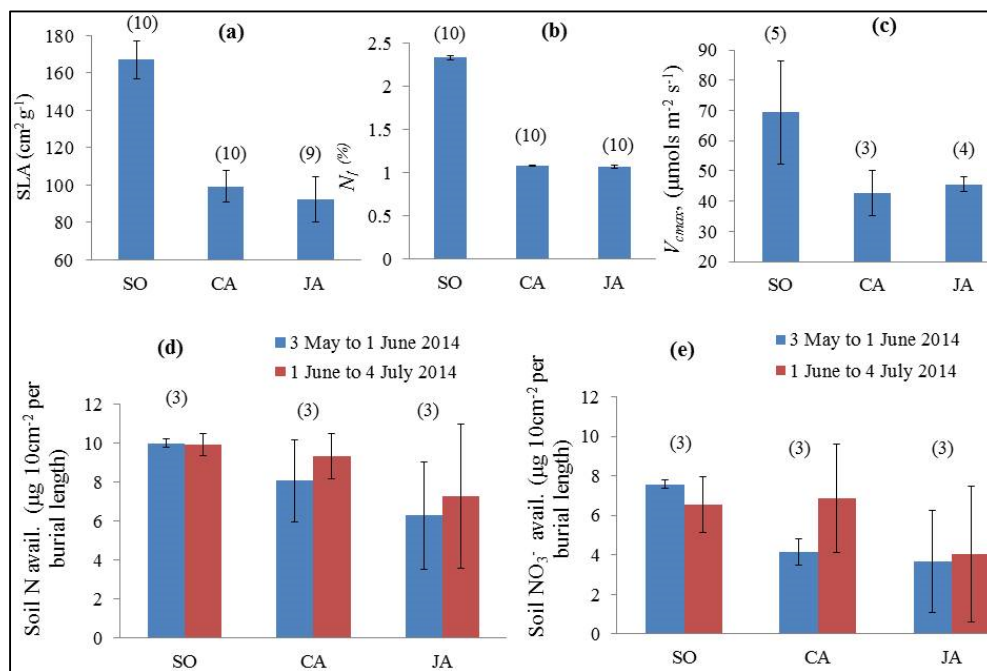 (a)
SLA (cm² g⁻¹)
180
160
140
120
100
80
60
(10)
(10)
(9)
SO CA JA
(b)
Nf (%)
2.5
2
1.5
1
0.5
0
(10)
(10)
(10)
SO CA JA
(c)
Vcmax, (µmols m⁻² s⁻¹)
90
80
70
60
50
40
30
20
(5)
(3)
(4)
SO CA JA
(d)
3 May to 1 June 2014
1 June to 4 July 2014
Soil N avail. (µg 10cm⁻² per
burial length)
12
10
8
6
4
2
0
(3) (3) (3)
SO CA JA
(e)
3 May to 1 June 2014
1 June to 4 July 2014
Soil NO₃⁻ avail. (µg 10cm⁻² per
burial length)
12
10
8
6
4
2
0
(3) (3) (3)
SO CA JA